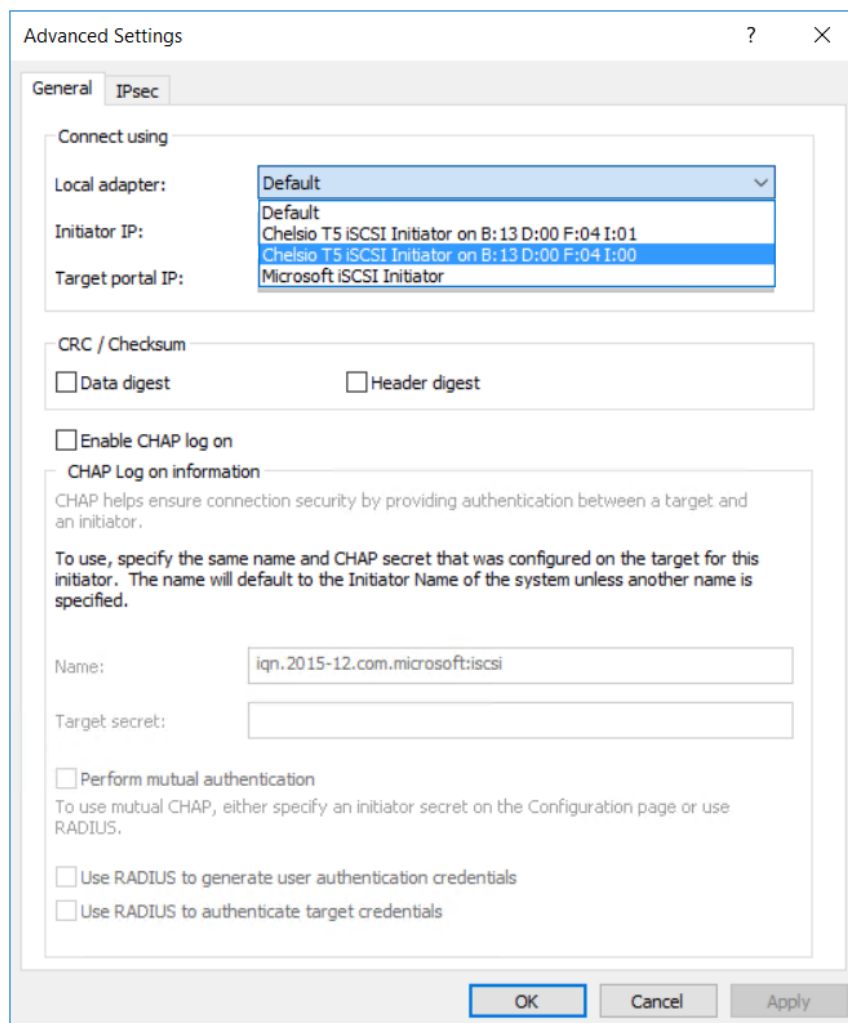 Advanced Settings
?
General
IPsec
Connect using
Local adapter:
Default
Default
Initiator IP:
Chelsio T5 iSCSI Initiator on B:13 D:00 F:04 I:01
Chelsio T5 iSCSI Initiator on B:13 D:00 F:04 I:00
Target portal IP:
Microsoft iSCSI Initiator
CRC / Checksum
Data digest
Header digest
Enable CHAP log on
CHAP Log on information
CHAP helps ensure connection security by providing authentication between a target and
an initiator.
To use, specify the same name and CHAP secret that was configured on the target for this
initiator.  The name will default to the Initiator Name of the system unless another name is
specified.
Name:
iqn.2015-12.com.microsoft:iscsi
Target secret:
Perform mutual authentication
To use mutual CHAP, either specify an initiator secret on the Configuration page or use
RADIUS.
Use RADIUS to generate user authentication credentials
Use RADIUS to authenticate target credentials
OK
Cancel
Apply